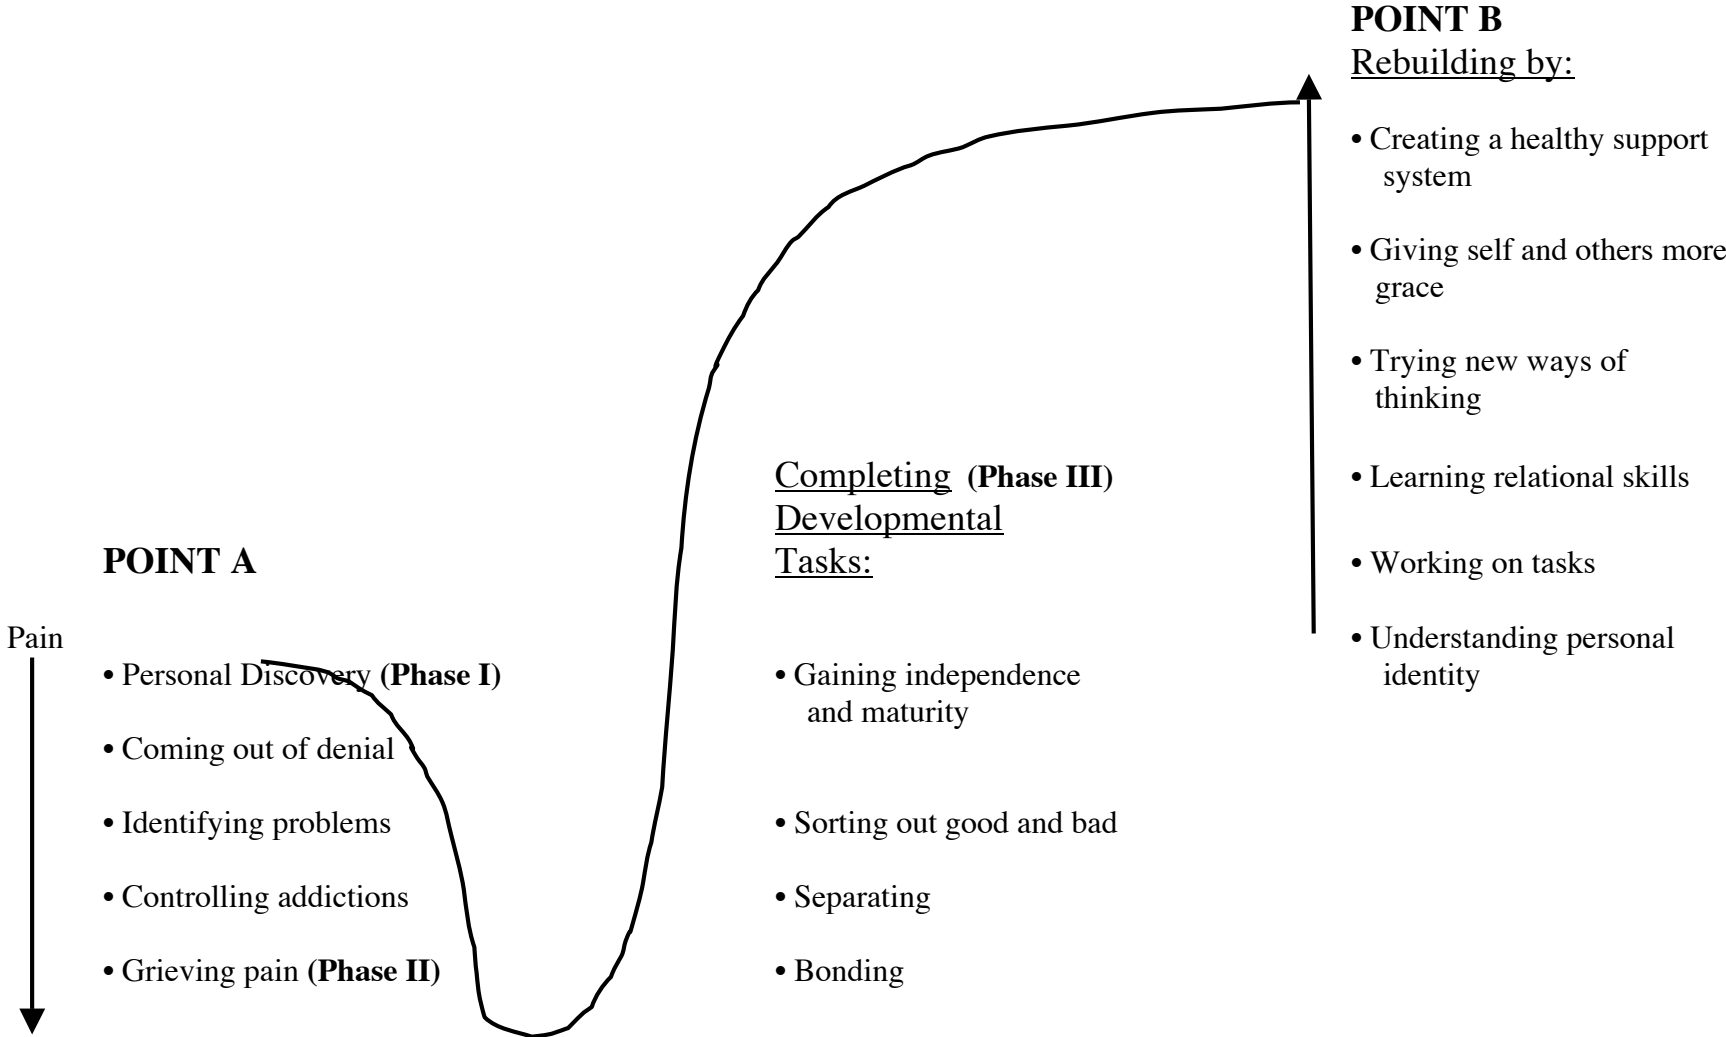 POINT B
Rebuilding by:
• Creating a healthy support
system
• Giving self and others more
grace
• Trying new ways of
thinking
• Learning relational skills
• Working on tasks
• Understanding personal
identity
Completing (Phase III)
Developmental
Tasks:
• Gaining independence
and maturity
• Sorting out good and bad
• Separating
• Bonding
POINT A
Pain
• Personal Discovery (Phase I)
• Coming out of denial
• Identifying problems
• Controlling addictions
• Grieving pain (Phase II)